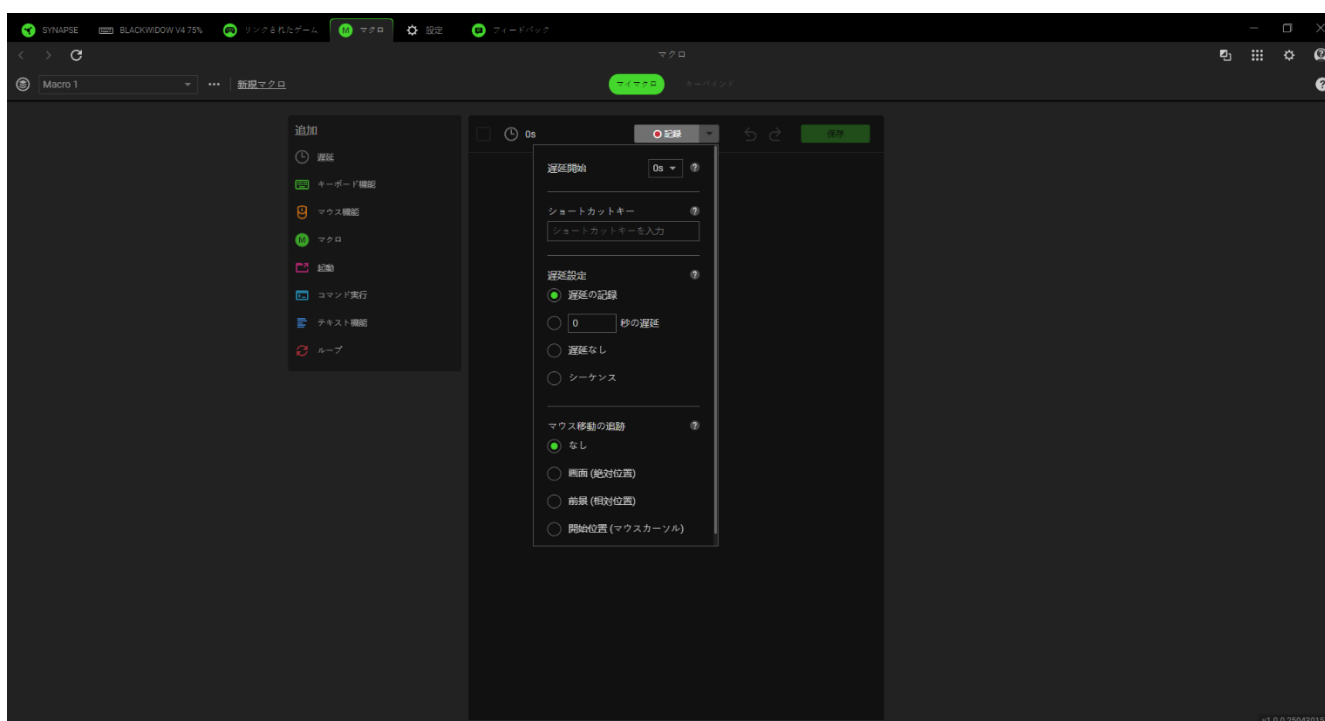 SYNAPSE
BLACKWIDOW V4 75%
リンクされたゲーム
マクロ
設定
フィードバック
マクロ
Macro 1
新規マクロ
マイマクロ
キーバインド
追加
遅延
キーボード機能
マウス機能
マクロ
起動
コマンド実行
テキスト機能
ループ
0s
記録
保存
遅延開始
0s
ショートカットキー
ショートカットキーを入力
遅延設定
遅延の記録
0 秒の遅延
遅延なし
シーケンス
マウス移動の追跡
なし
画面 (絶対位置)
前景 (相対位置)
開始位置 (マウスカーソル)